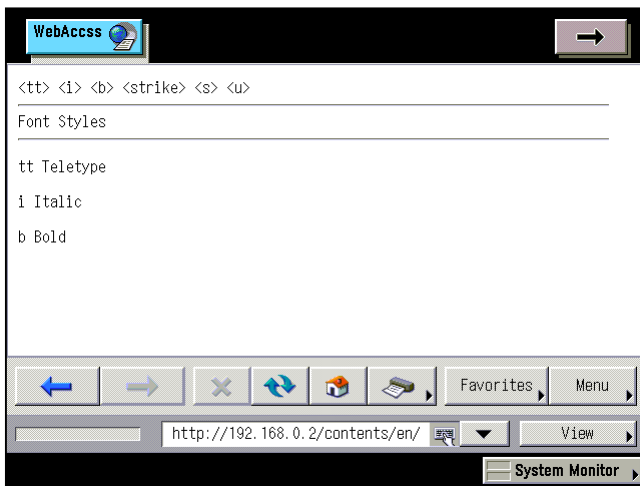 WebAccss
<tt> <i> <b> <strike> <s> <u>
Font Styles
tt Teletype
i Italic
b Bold
Favorites
Menu
http://192.168.0.2/contents/en/
View
System Monitor